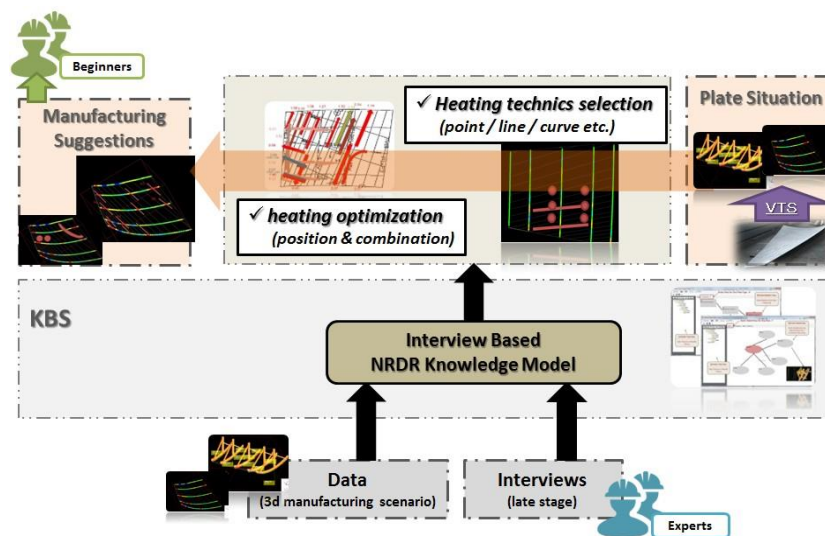 Beginners
Manufacturing
Suggestions
✓ Heating technics selection
(point / line / curve etc.)
Plate Situation
VTS
✓ heating optimization
(position & combination)
KBS
Interview Based
NRDR Knowledge Model
Data
(3d manufacturing scenario)
Interviews
(late stage)
Experts